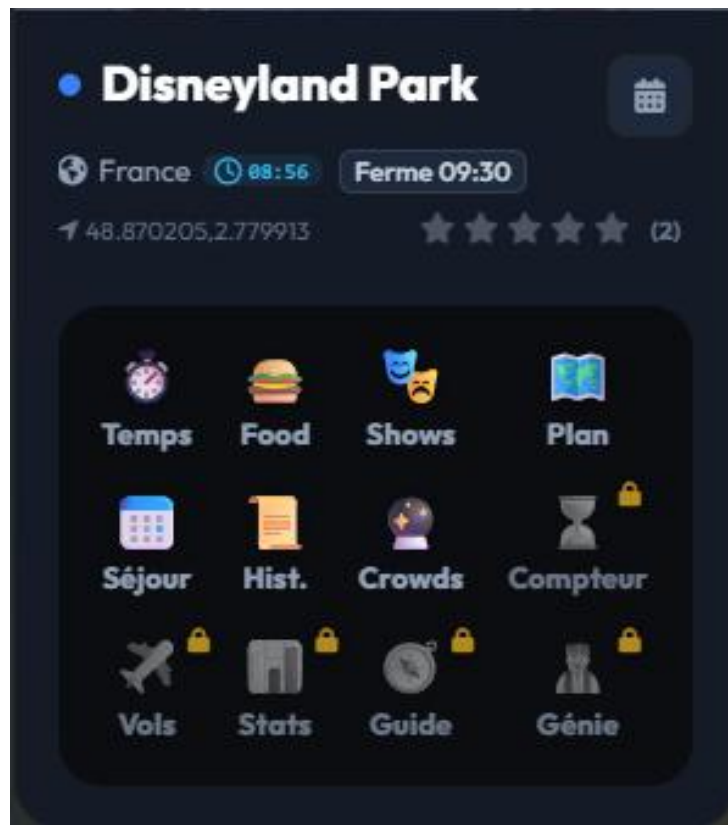 Disneyland Park
France 08:56 Ferme 09:30
48.870205,2.779913 (2)
Temps Food Shows Plan
Séjour Hist. Crowds Compteur
Vols Stats Guide Génie